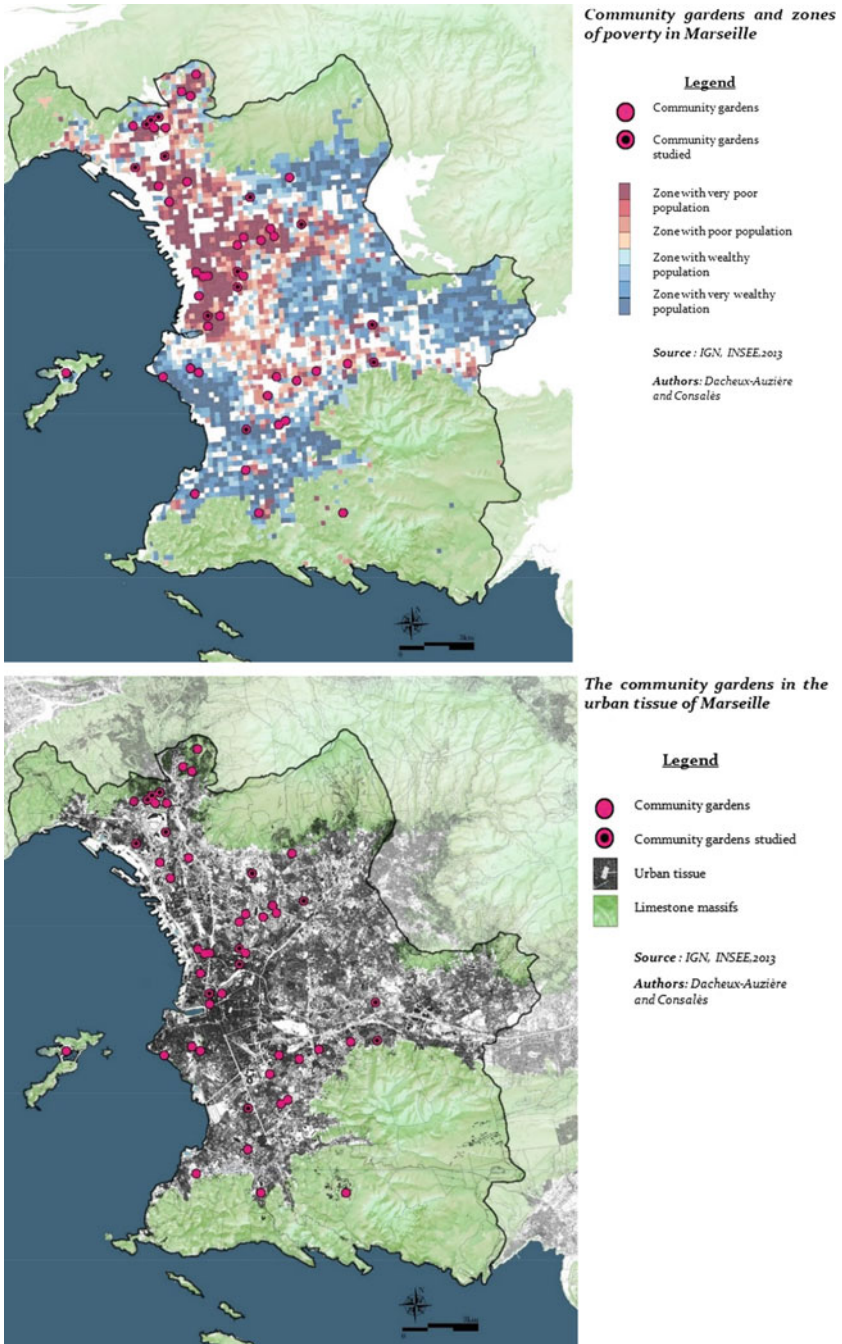 Community gardens and zones
of poverty in Marseille
Legend
Community gardens
Community gardens
studied
Zone with very poor
population
Zone with poor population
Zone with wealthy
population
Zone with very wealthy
population
Source : IGN, INSEE,2013
Authors: Dacheux-Auzière
and Consalès
The community gardens in the
urban tissue of Marseille
Legend
Community gardens
Community gardens studied
Urban tissue
Limestone massifs
Source : IGN, INSEE,2013
Authors: Dacheux-Auzière
and Consalès